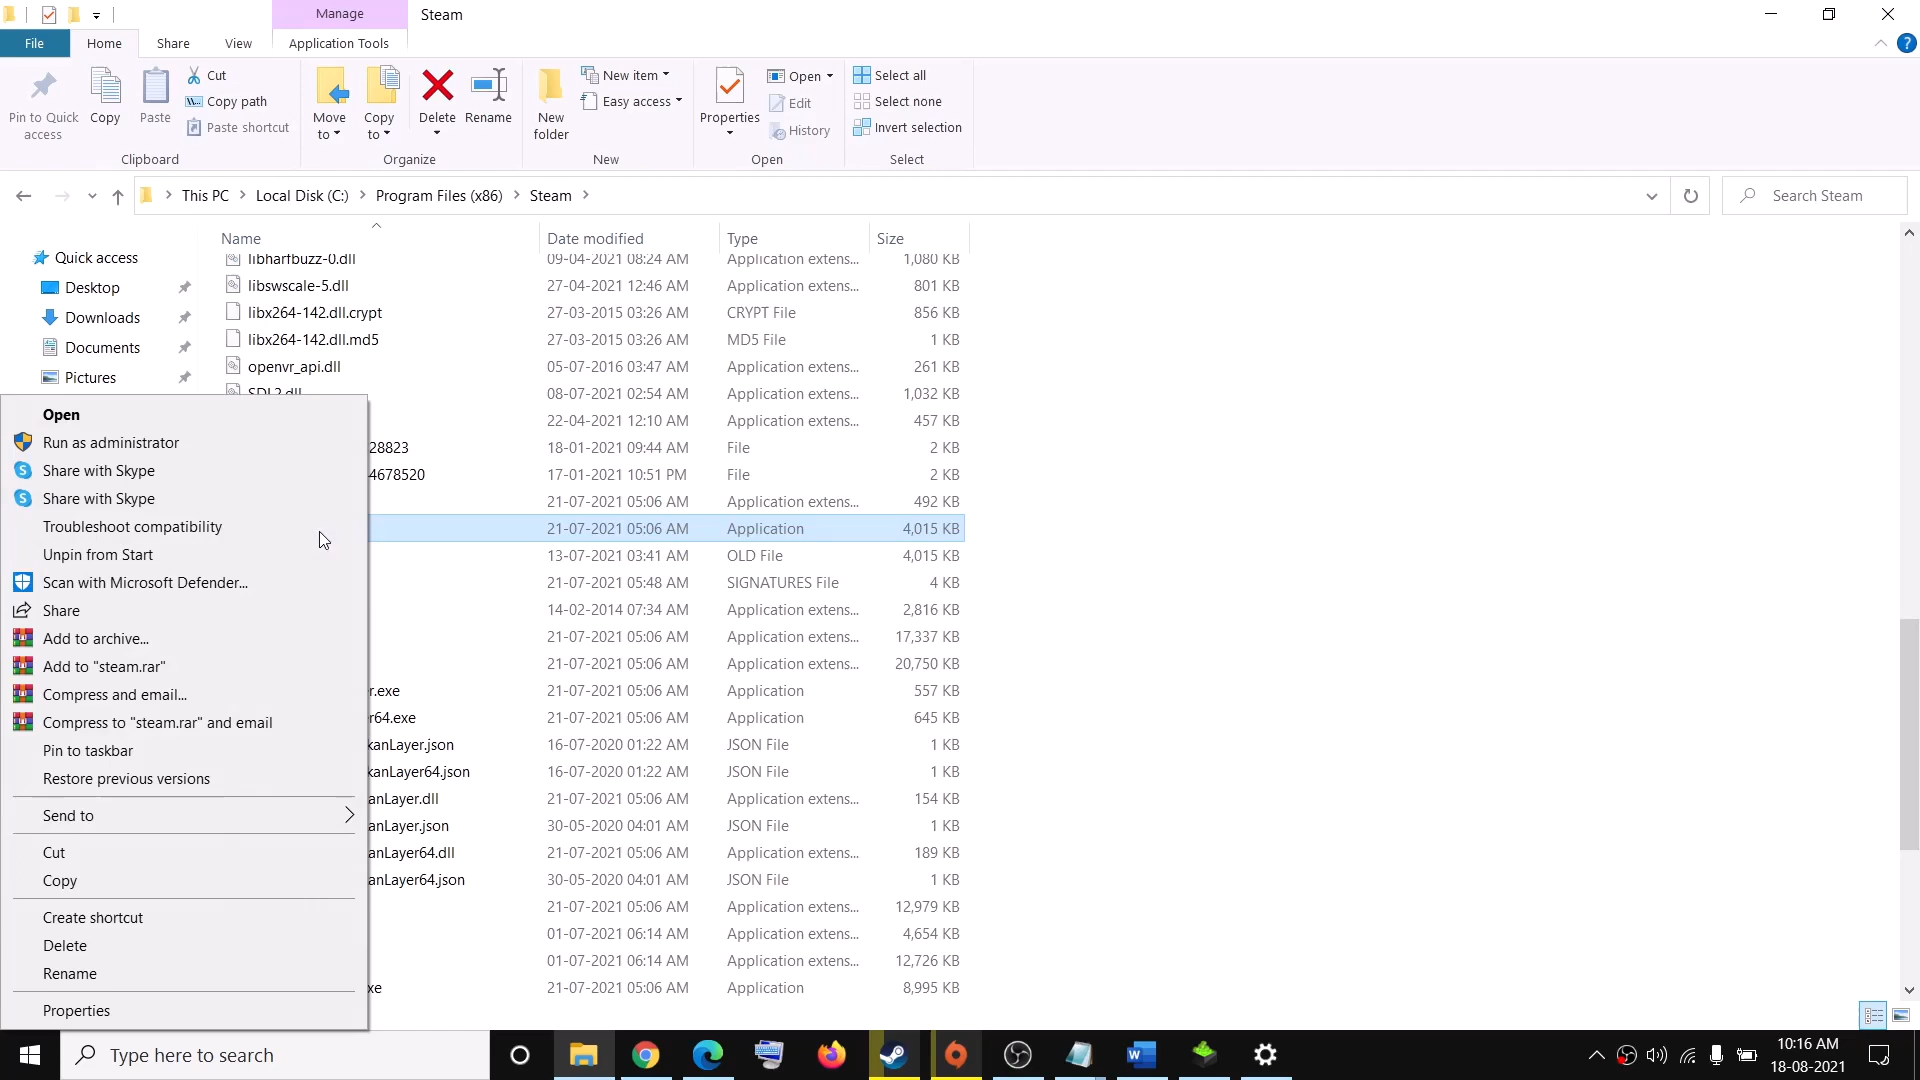 Manage
Steam
File
Home
Share
View
Application Tools
?
Pin to Quick
access
Copy
Paste
Cut
Copy path
Paste shortcut
Clipboard
Move
to
Copy
to
Delete
Rename
Organize
New
folder
New item
Easy access
New
Properties
Open
Edit
History
Open
Select all
Select none
Invert selection
Select
This PC
Local Disk (C:)
Program Files (x86)
Steam
Search Steam
Name
Date modified
Type
Size
Quick access
Desktop
Downloads
Documents
Pictures
libharfbuzz-0.dll 09-04-2021 08:24 AM Application extens... 1,080 KB
libswscale-5.dll 27-04-2021 12:46 AM Application extens... 801 KB
libx264-142.dll.crypt 27-03-2015 03:26 AM CRYPT File 856 KB
libx264-142.dll.md5 27-03-2015 03:26 AM MD5 File 1 KB
openvr_api.dll 05-07-2016 03:47 AM Application extens... 261 KB
SDL2.dll 08-07-2021 02:54 AM Application extens... 1,032 KB
22-04-2021 12:10 AM Application extens... 457 KB
28823 18-01-2021 09:44 AM File 2 KB
4678520 17-01-2021 10:51 PM File 2 KB
21-07-2021 05:06 AM Application extens... 492 KB
21-07-2021 05:06 AM Application 4,015 KB
13-07-2021 03:41 AM OLD File 4,015 KB
21-07-2021 05:48 AM SIGNATURES File 4 KB
14-02-2014 07:34 AM Application extens... 2,816 KB
21-07-2021 05:06 AM Application extens... 17,337 KB
21-07-2021 05:06 AM Application extens... 20,750 KB
r.exe 21-07-2021 05:06 AM Application 557 KB
r64.exe 21-07-2021 05:06 AM Application 645 KB
kanLayer.json 16-07-2020 01:22 AM JSON File 1 KB
kanLayer64.json 16-07-2020 01:22 AM JSON File 1 KB
anLayer.dll 21-07-2021 05:06 AM Application extens... 154 KB
anLayer.json 30-05-2020 04:01 AM JSON File 1 KB
anLayer64.dll 21-07-2021 05:06 AM Application extens... 189 KB
anLayer64.json 30-05-2020 04:01 AM JSON File 1 KB
21-07-2021 05:06 AM Application extens... 12,979 KB
01-07-2021 06:14 AM Application extens... 4,654 KB
01-07-2021 06:14 AM Application extens... 12,726 KB
xe 21-07-2021 05:06 AM Application 8,995 KB
Open
Run as administrator
Share with Skype
Share with Skype
Troubleshoot compatibility
Unpin from Start
Scan with Microsoft Defender...
Share
Add to archive...
Add to "steam.rar"
Compress and email...
Compress to "steam.rar" and email
Pin to taskbar
Restore previous versions
Send to
Cut
Copy
Create shortcut
Delete
Rename
Properties
Type here to search
10:16 AM
18-08-2021